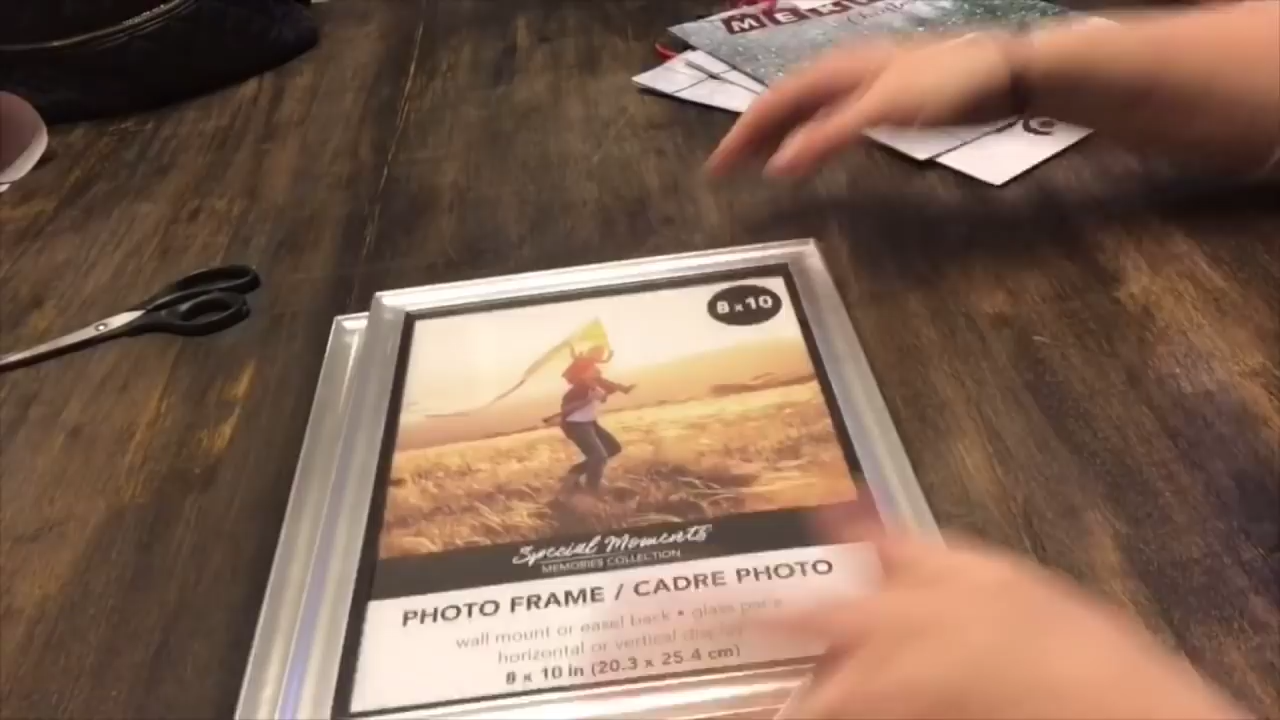 8 x 10
Special Moments
MEMORIES COLLECTION
PHOTO FRAME / CADRE PHOTO
wall mount or easel back • glass
horizontal or vertical display
8 x 10 in (20.3 x 25.4 cm)